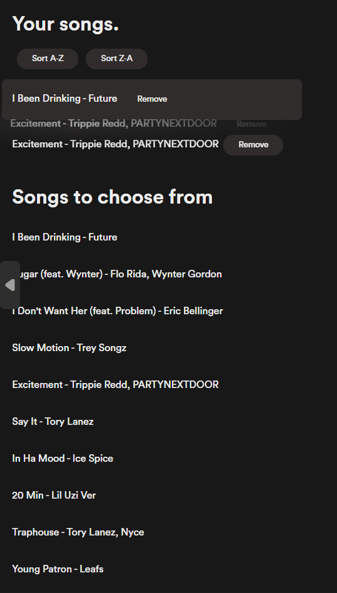 Your songs.
Sort A-Z Sort Z-A
I Been Drinking - Future Remove
Excitement - Trippie Redd, PARTYNEXTDOOR Remove
Excitement - Trippie Redd, PARTYNEXTDOOR Remove
Songs to choose from
I Been Drinking - Future
ugar (feat. Wynter) - Flo Rida, Wynter Gordon
I Don't Want Her (feat. Problem) - Eric Bellinger
Slow Motion - Trey Songz
Excitement - Trippie Redd, PARTYNEXTDOOR
Say It - Tory Lanez
In Ha Mood - Ice Spice
20 Min - Lil Uzi Ver
Traphouse - Tory Lanez, Nyce
Young Patron - Leafs